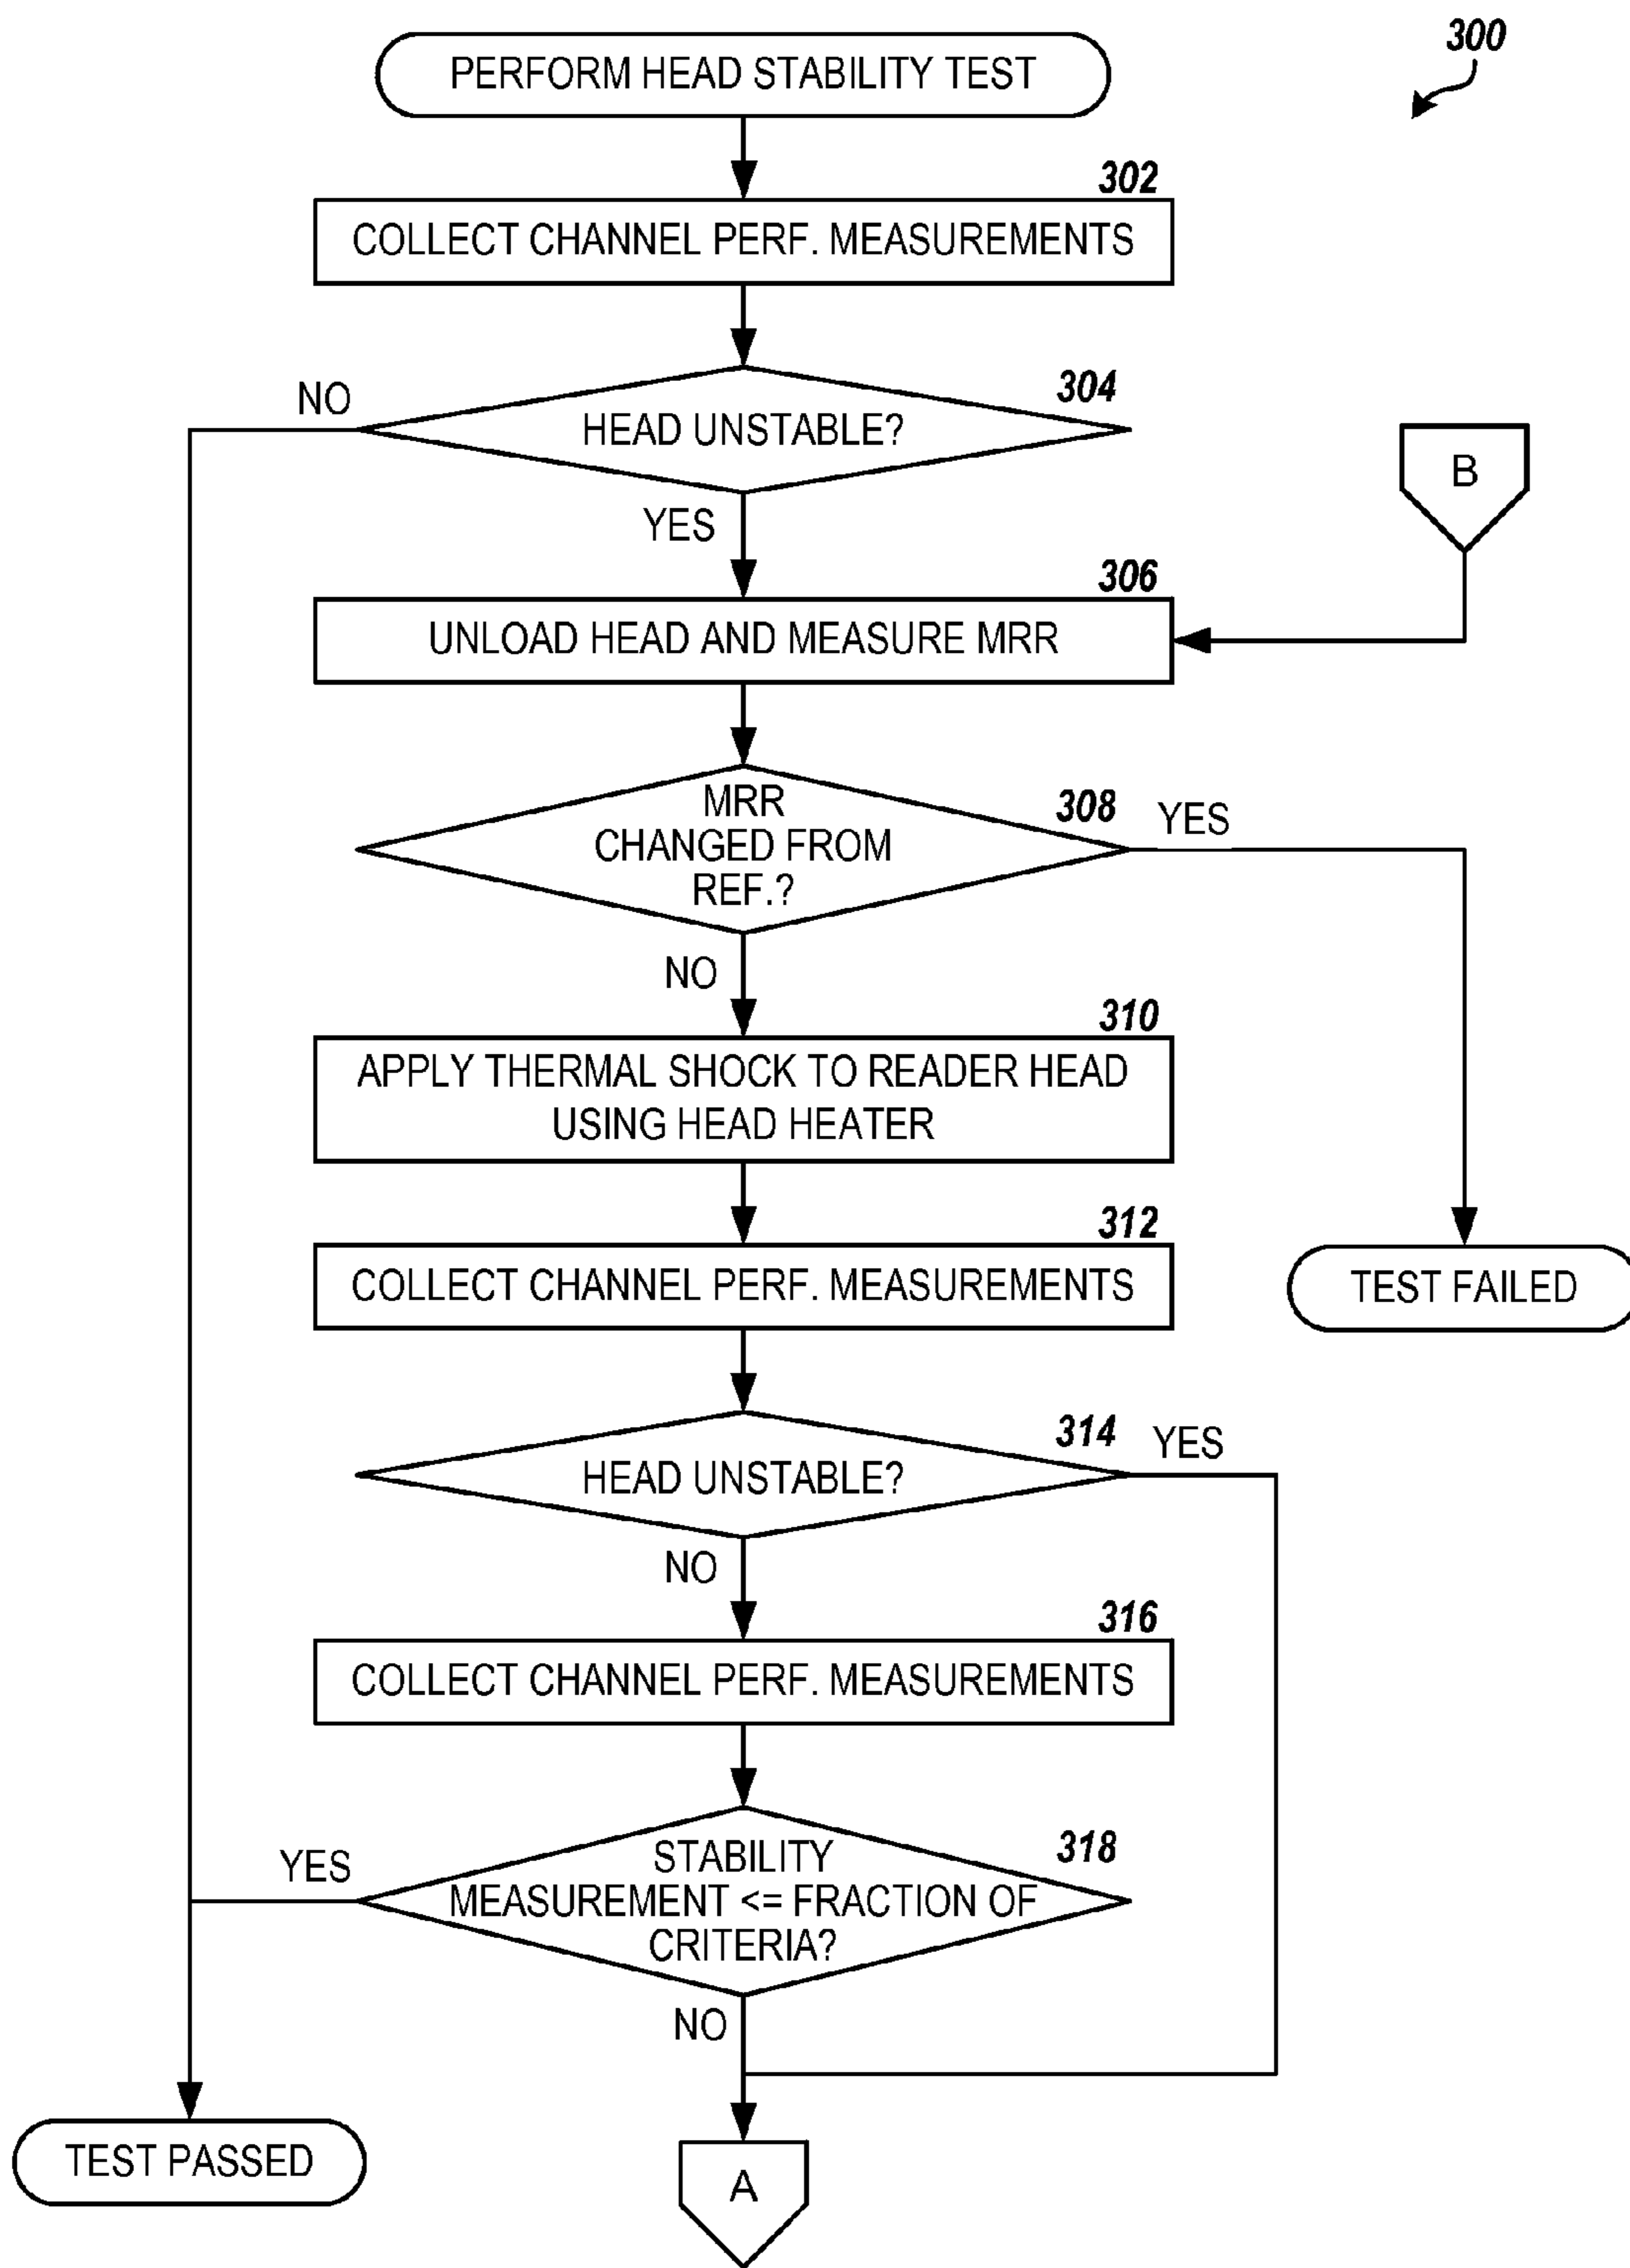 300
PERFORM HEAD STABILITY TEST
302
COLLECT CHANNEL PERF. MEASUREMENTS
304
NO
HEAD UNSTABLE?
YES
B
306
UNLOAD HEAD AND MEASURE MRR
308
YES
MRR
CHANGED FROM
REF.?
NO
310
APPLY THERMAL SHOCK TO READER HEAD
USING HEAD HEATER
312
COLLECT CHANNEL PERF. MEASUREMENTS
TEST FAILED
314
YES
HEAD UNSTABLE?
NO
316
COLLECT CHANNEL PERF. MEASUREMENTS
318
YES
STABILITY
MEASUREMENT <= FRACTION OF
CRITERIA?
NO
TEST PASSED
A